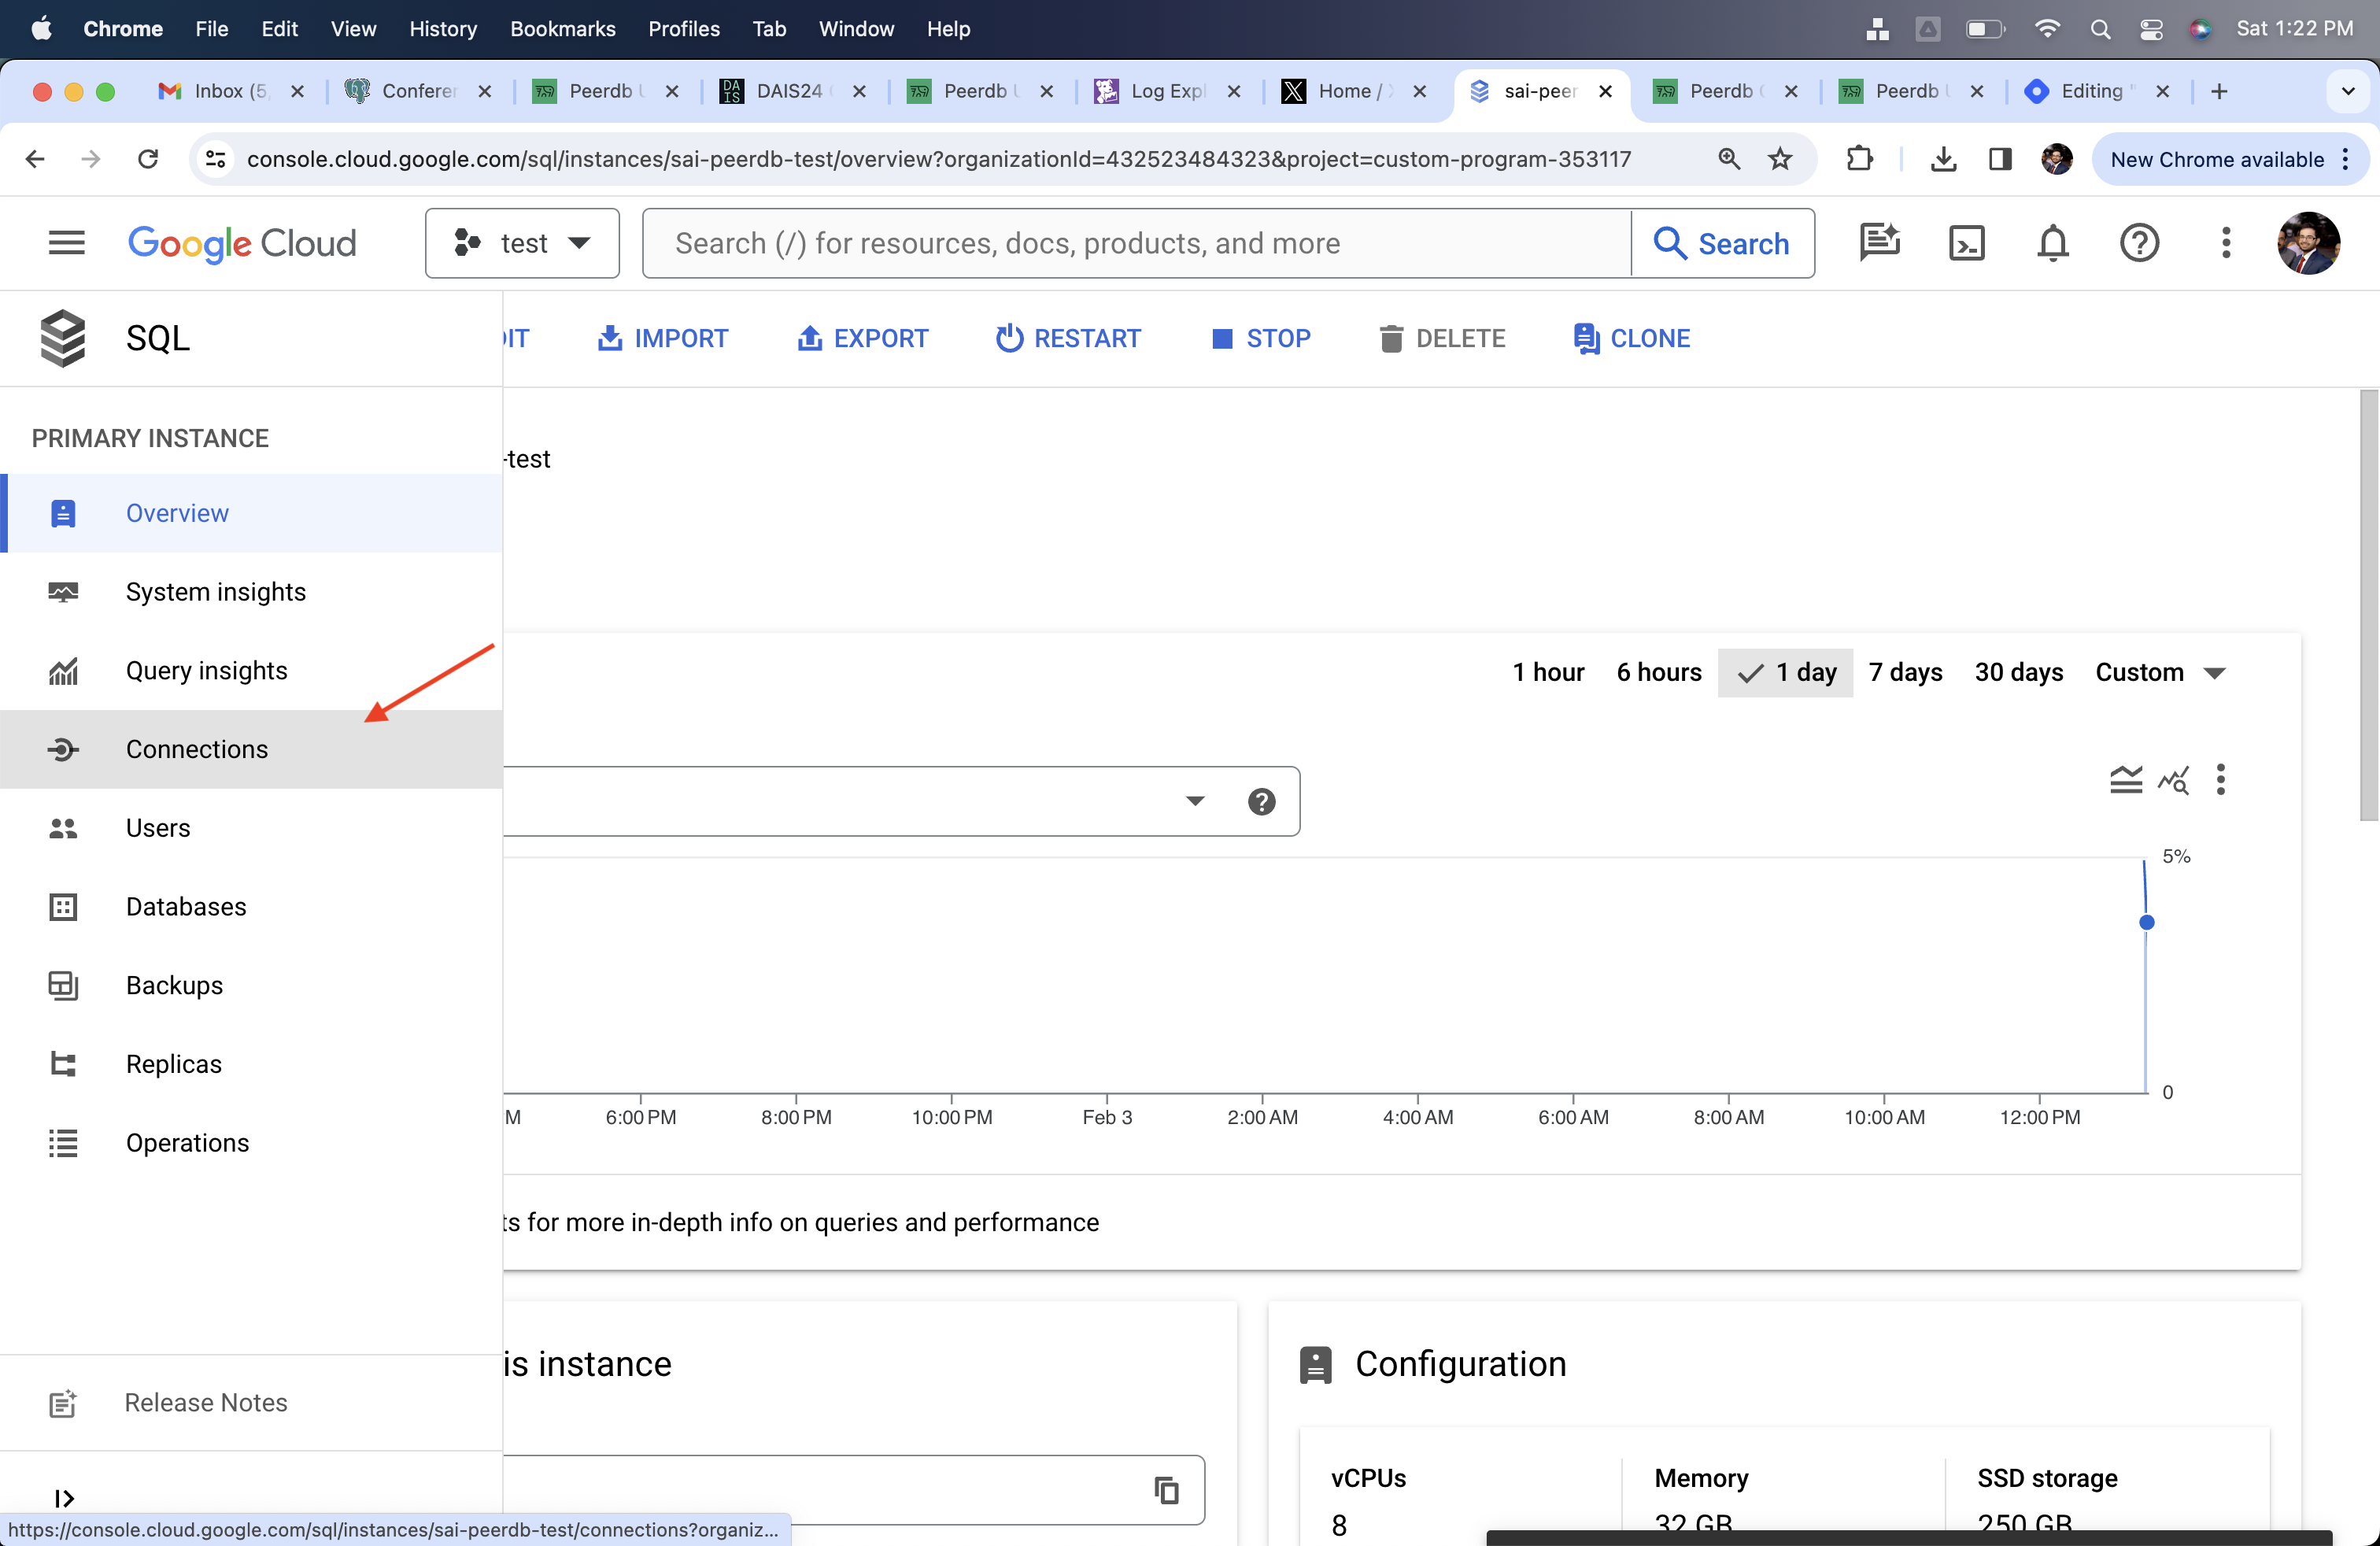 Chrome File Edit View History Bookmarks Profiles Tab Window Help Sat 1:22 PM
Inbox (5, Conferen Peerdb U DAIS24 Peerdb U Log Expl Home / X sai-peer Peerdb Peerdb U Editing "
console.cloud.google.com/sql/instances/sai-peerdb-test/overview?organizationId=432523484323&project=custom-program-353117 New Chrome available
Google Cloud test Search (/) for resources, docs, products, and more Search
SQL
IT IMPORT EXPORT RESTART STOP DELETE CLONE
PRIMARY INSTANCE
-test
Overview
System insights
Query insights
Connections
Users
Databases
Backups
Replicas
Operations
Release Notes
1 hour 6 hours 1 day 7 days 30 days Custom
5%
0
M 6:00 PM 8:00 PM 10:00 PM Feb 3 2:00 AM 4:00 AM 6:00 AM 8:00 AM 10:00 AM 12:00 PM
ts for more in-depth info on queries and performance
is instance
Configuration
vCPUs Memory SSD storage
8 32 GB 250 GB
https://console.cloud.google.com/sql/instances/sai-peerdb-test/connections?organiz...